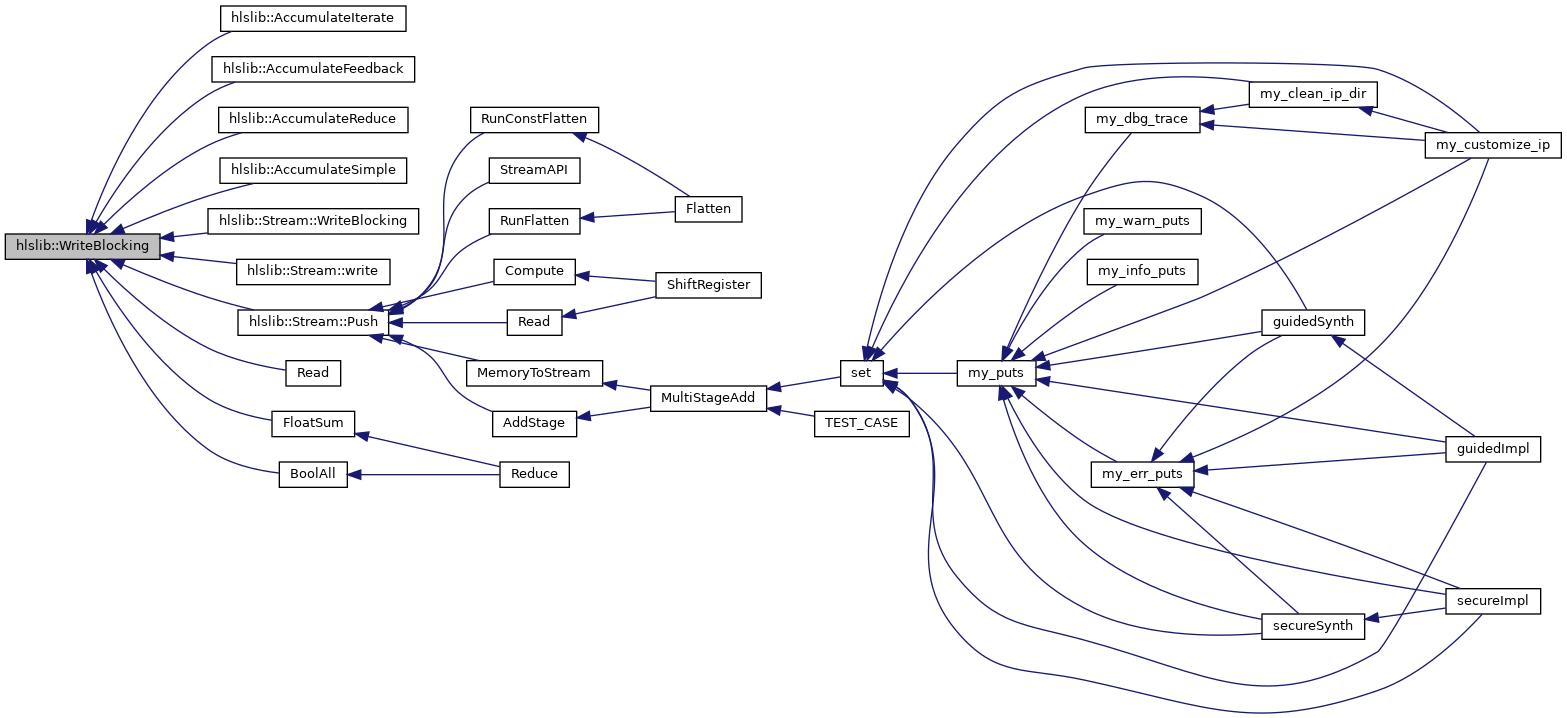 hlslib::AccumulateIterate
hlslib::AccumulateFeedback
hlslib::AccumulateReduce
hlslib::AccumulateSimple
hlslib::Stream::WriteBlocking
hlslib::WriteBlocking
hlslib::Stream::write
hlslib::Stream::Push
Read
FloatSum
BoolAll
RunConstFlatten
StreamAPI
RunFlatten
Compute
Read
MemoryToStream
AddStage
Reduce
Flatten
ShiftRegister
MultiStageAdd
set
TEST_CASE
my_puts
my_dbg_trace
my_warn_puts
my_info_puts
my_err_puts
my_clean_ip_dir
guidedSynth
secureSynth
my_customize_ip
guidedImpl
secureImpl